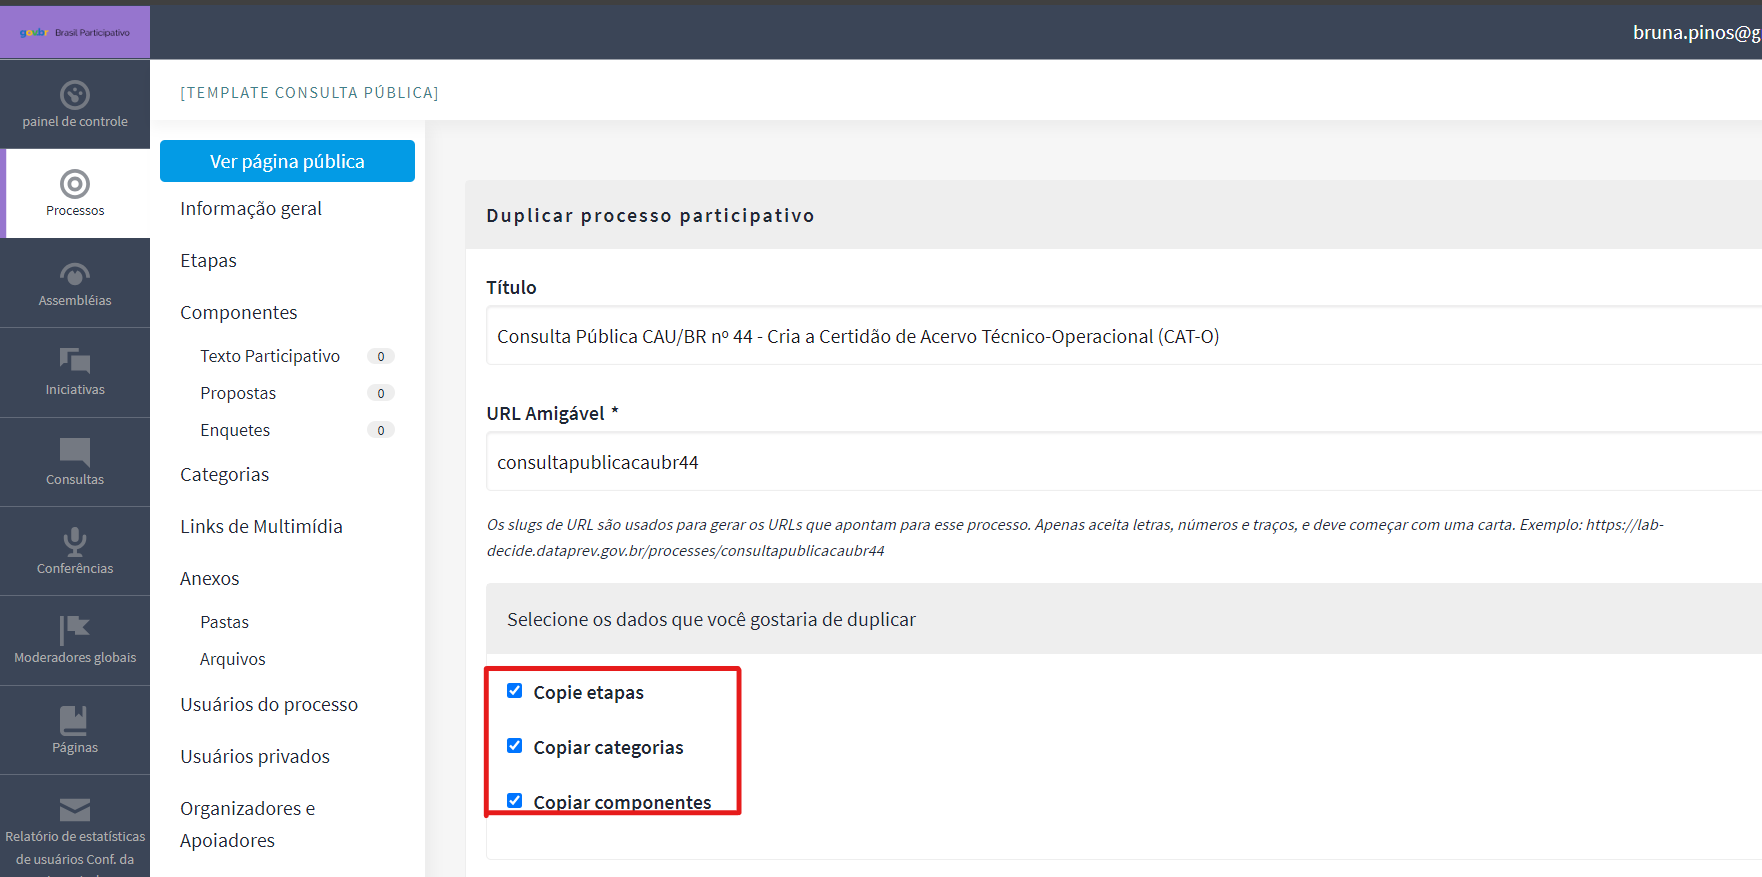 gov.br Brasil Participativo
bruna.pinos@g
painel de controle
Processos
Assembléias
Iniciativas
Consultas
Conferências
Moderadores globais
Páginas
Relatório de estatísticas
de usuários Conf. da
[TEMPLATE CONSULTA PÚBLICA]
Ver página pública
Informação geral
Etapas
Componentes
Texto Participativo 0
Propostas 0
Enquetes 0
Categorias
Links de Multimídia
Anexos
Pastas
Arquivos
Usuários do processo
Usuários privados
Organizadores e
Apoiadores
Duplicar processo participativo
Título
Consulta Pública CAU/BR nº 44 - Cria a Certidão de Acervo Técnico-Operacional (CAT-O)
URL Amigável *
consultapublicacaubr44
Os slugs de URL são usados para gerar os URLs que apontam para esse processo. Apenas aceita letras, números e traços, e deve começar com uma carta. Exemplo: https://lab-
decide.dataprev.gov.br/processes/consultapublicacaubr44
Selecione os dados que você gostaria de duplicar
Copie etapas
Copiar categorias
Copiar componentes